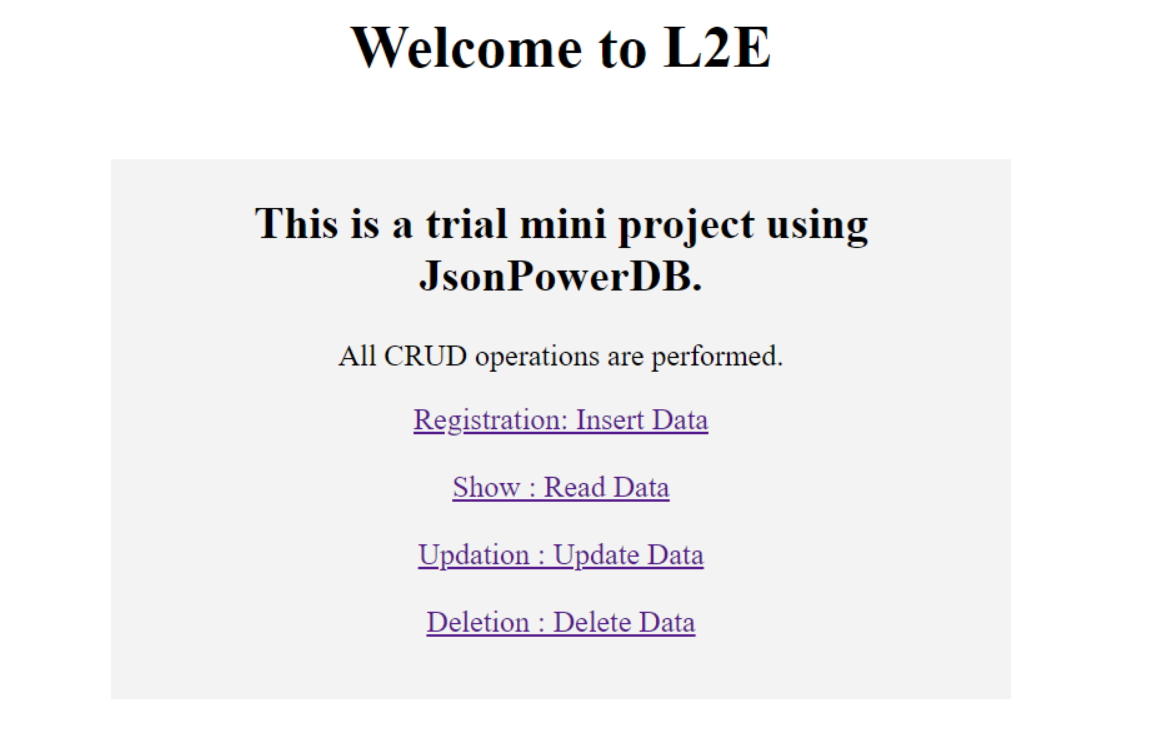 Welcome to L2E
This is a trial mini project using
JsonPowerDB.
All CRUD operations are performed.
Registration: Insert Data
Show : Read Data
Updation : Update Data
Deletion : Delete Data